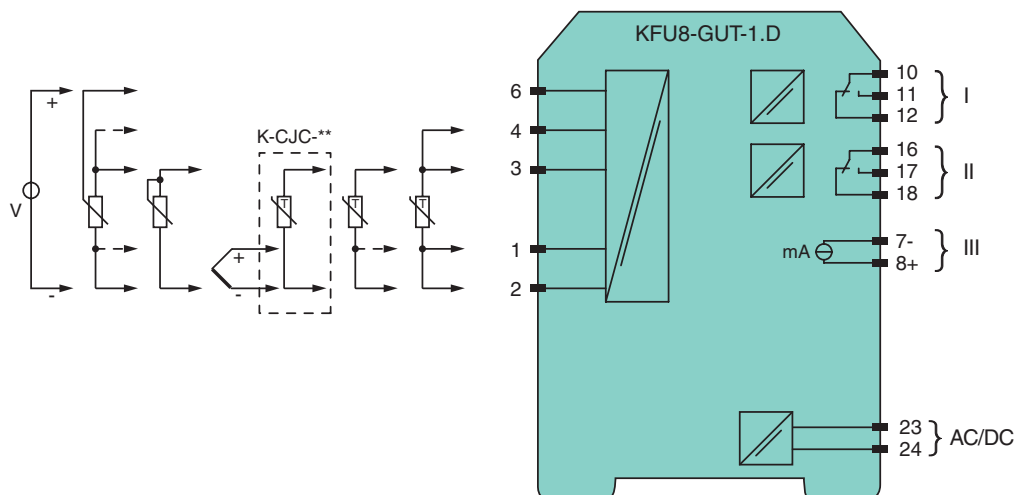 KFU8-GUT-1.D
+
V
-
K-CJC-**
T
+
-
T
T
6
4
3
1
2
10
11
12
I
16
17
18
II
mA
7-
8+
III
23
24
AC/DC